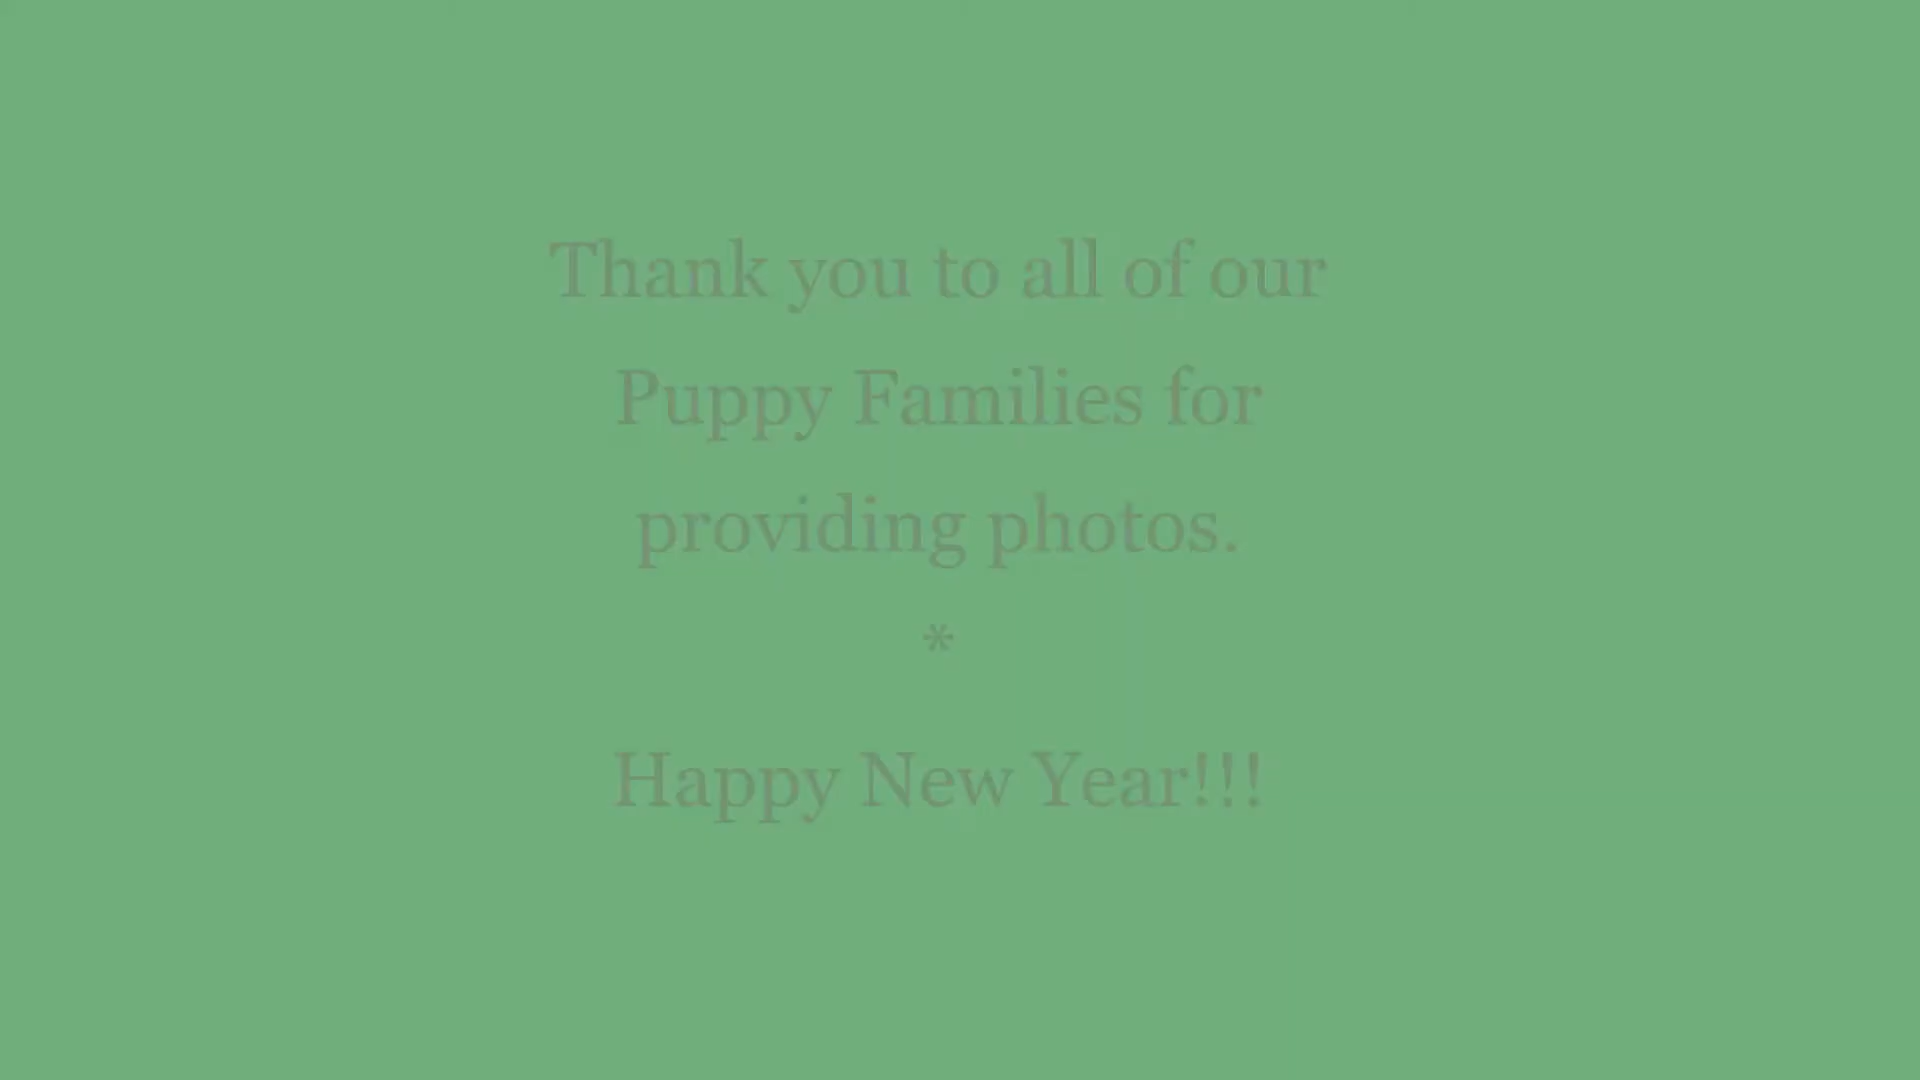 Thank you to all of our
Puppy Families for
providing photos.
*
Happy New Year!!!